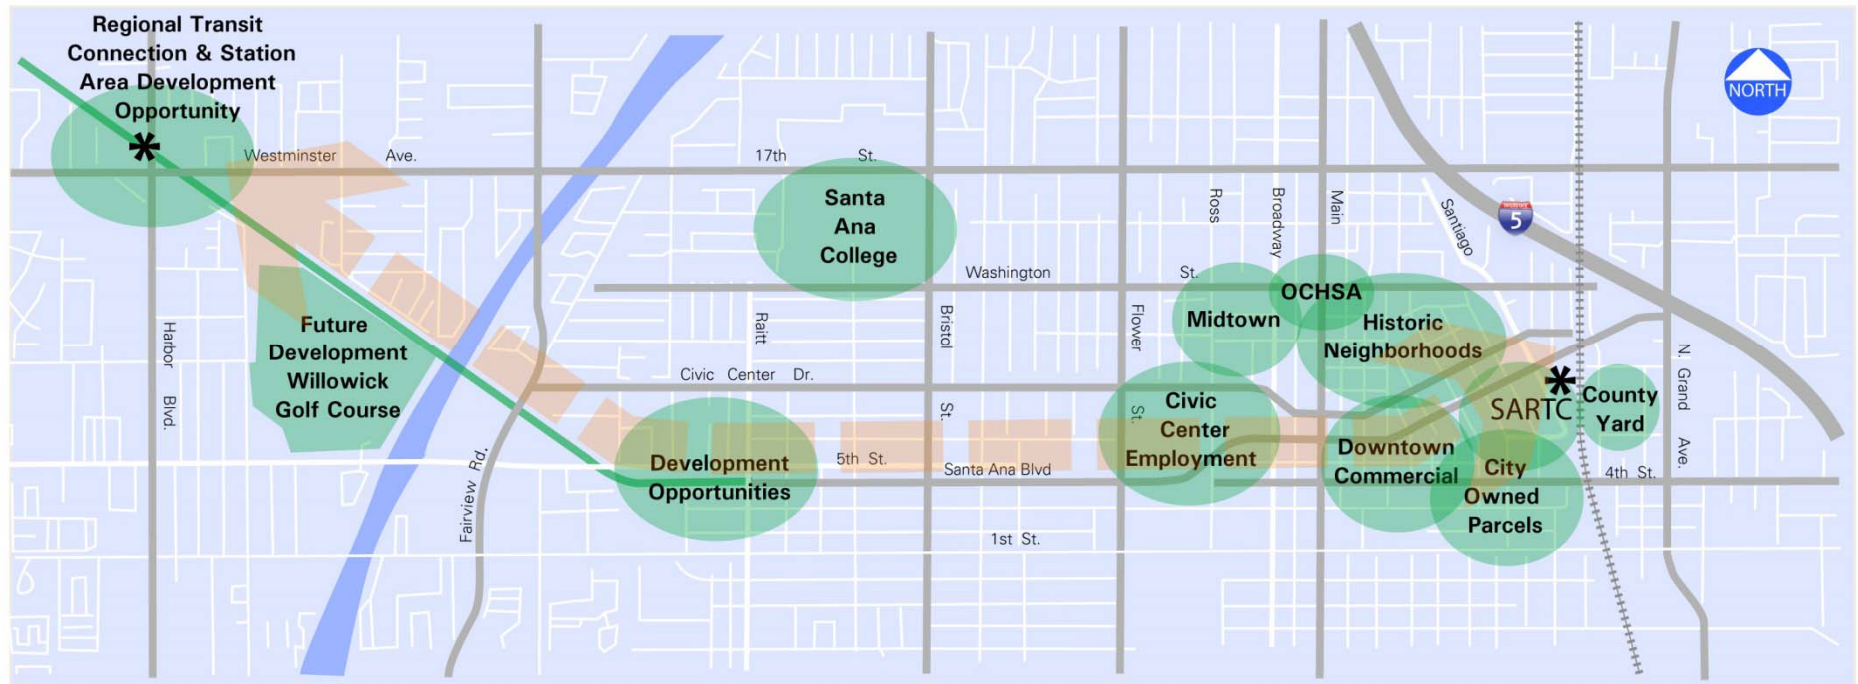 Regional Transit
Connection & Station
Area Development
Opportunity
NORTH
Westminster Ave.
17th St.
Santa
Ana
College
Ross
Broadway
Main
Santiago
INTERSTATE
5
Washington St.
OCHSA
Midtown
Historic
Neighborhoods
Future
Development
Willowick
Golf Course
Harbor Blvd.
Raitt
Bristol St.
Flower St.
N. Grand Ave.
Civic Center Dr.
Civic
Center
Employment
SARTC
County
Yard
Downtown
Commercial
City
Owned
Parcels
4th St.
Development
Opportunities
5th St.
Santa Ana Blvd
Fairview Rd.
1st St.